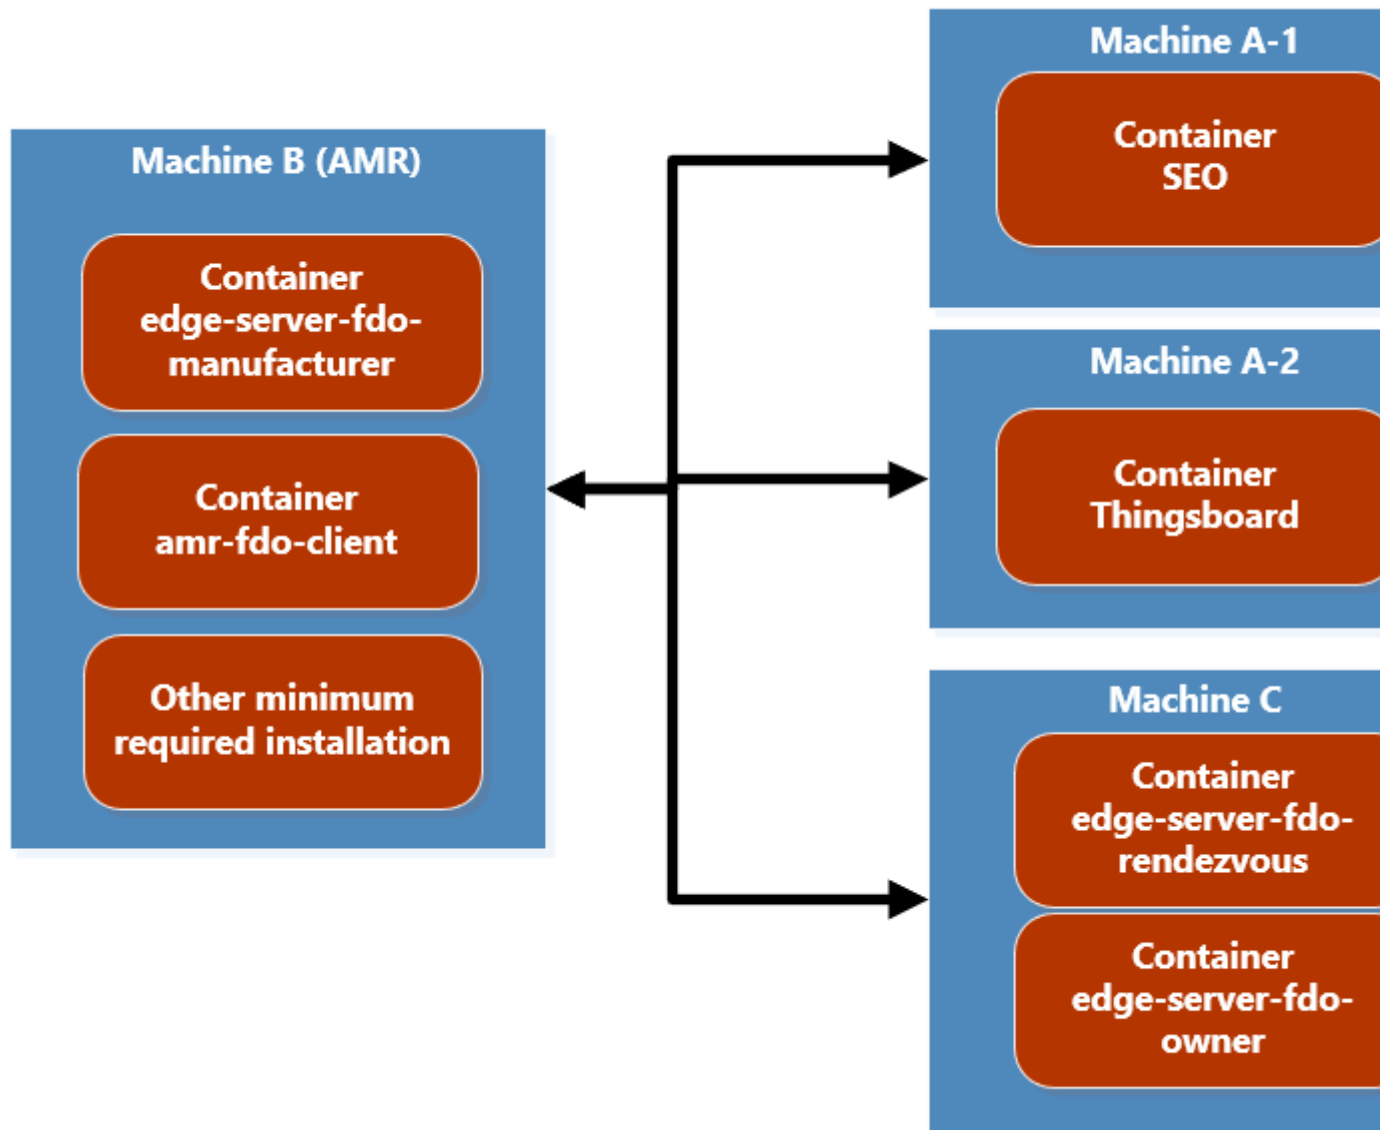 Machine B (AMR)
Container
edge-server-fdo-
manufacturer
Container
amr-fdo-client
Other minimum
required installation
Machine A-1
Container
SEO
Machine A-2
Container
Thingsboard
Machine C
Container
edge-server-fdo-
rendezvous
Container
edge-server-fdo-
owner